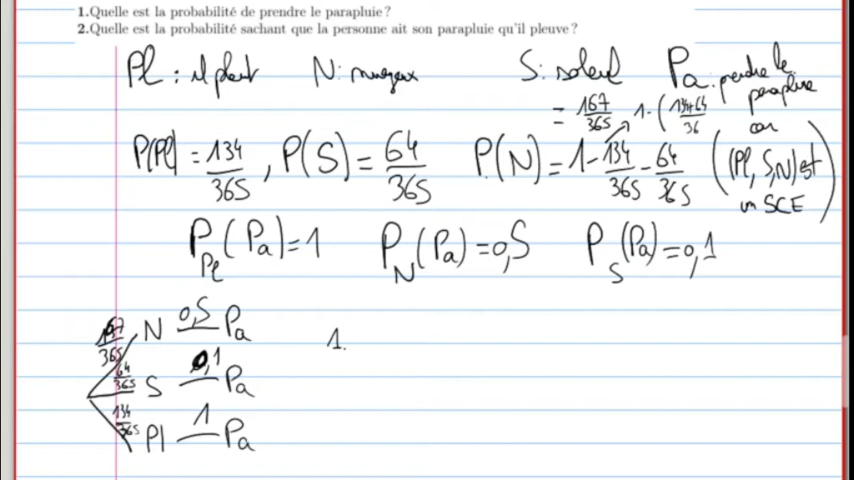 1.Quelle est la probabilité de prendre le parapluie ?
2.Quelle est la probabilité sachant que la personne ait son parapluie qu'il pleuve ?
Pl : il pleut N : nuageux S : soleil Pa : prendre le parapluie
= 167/365 1 - (134+64/36
car
P(Pl) = 134/365 , P(S) = 64/365 P(N) = 1 - 134/365 - 64/365 ( (Pl, S, N) est un SCE )
P_Pl(Pa) = 1 P_N(Pa) = 0,5 P_S(Pa) = 0,1
167/365 N 0,5 Pa 1.
64/365 S 0,1 Pa
134/365 Pl 1 Pa